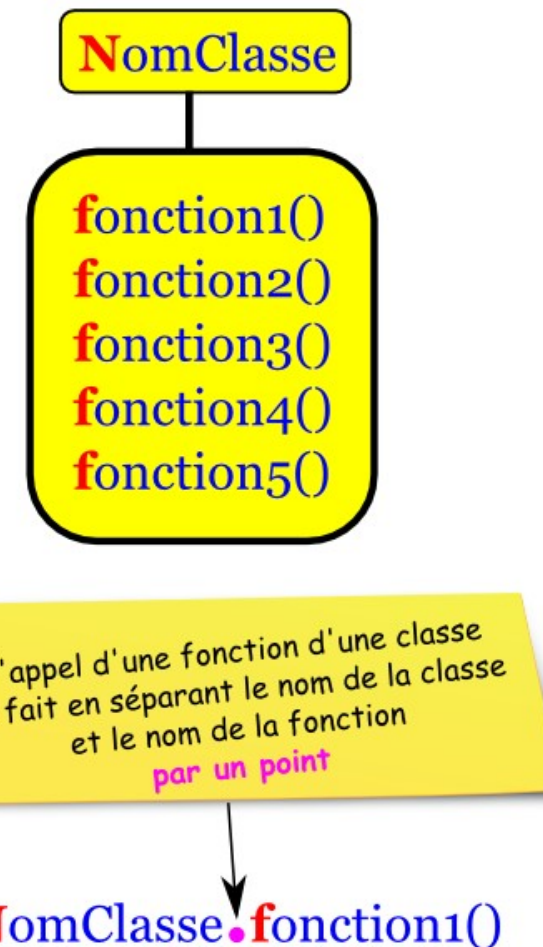 NomClasse
fonction1()
fonction2()
fonction3()
fonction4()
fonction5()
'appel d'une fonction d'une classe
fait en séparant le nom de la classe
et le nom de la fonction
par un point
NomClasse.fonction1()